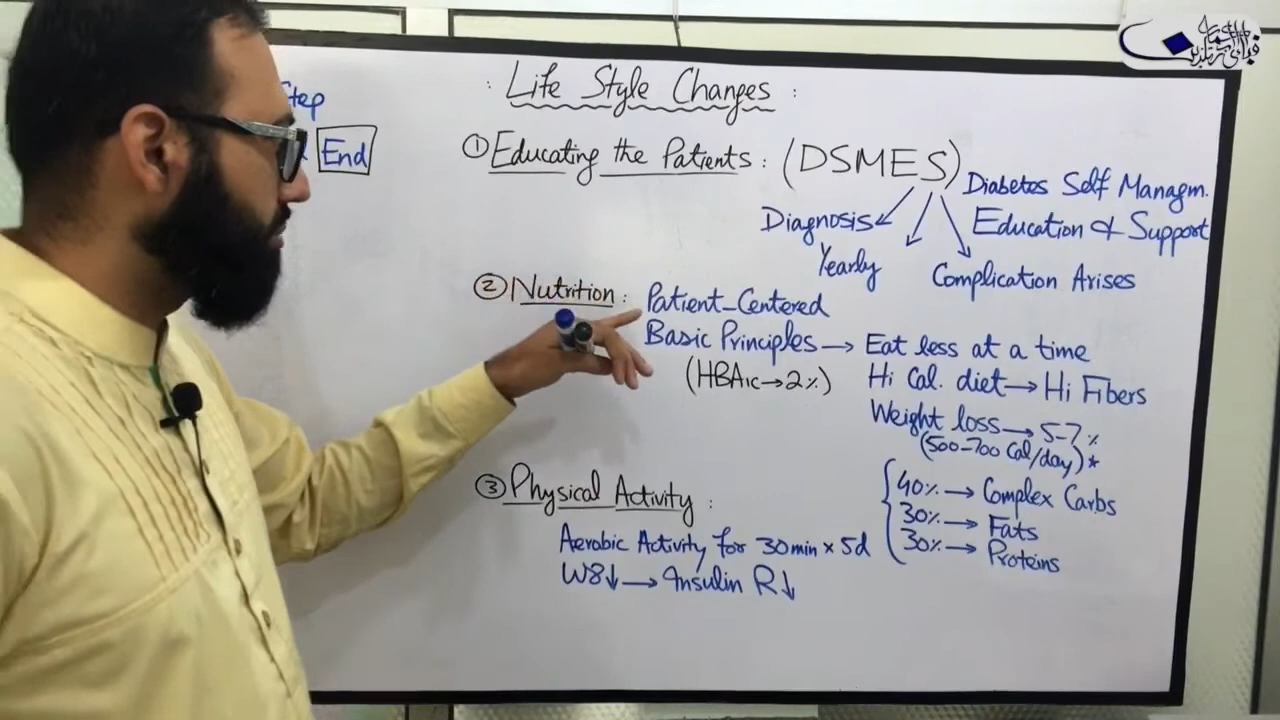 Step
End
: Life Style Changes :
① Educating the Patients : (DSMES)
Diabetes Self Managm.
Education & Support
Diagnosis
Yearly
Complication Arises
② Nutrition : Patient-Centered
Basic Principles → Eat less at a time
(HBA1c → 2%)
Hi Cal. diet → Hi Fibers
Weight loss → 5-7%
(500-700 Cal/day)*
40% → Complex Carbs
30% → Fats
30% → Proteins
③ Physical Activity :
Aerobic Activity for 30min × 5d
W8↓ → Insulin R↓